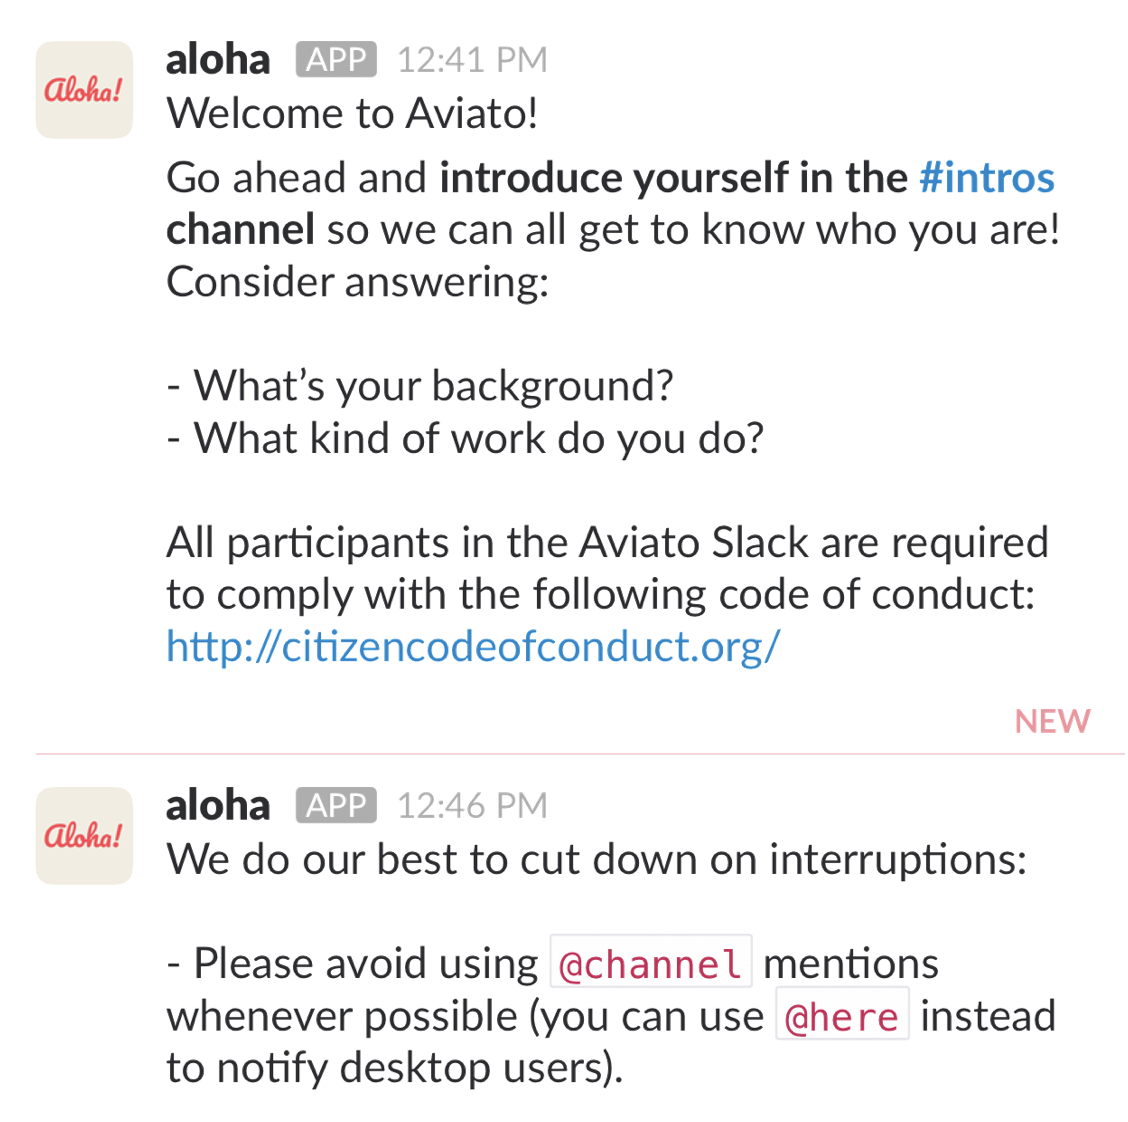 Aloha!
aloha APP 12:41 PM
Welcome to Aviato!
Go ahead and introduce yourself in the #intros
channel so we can all get to know who you are!
Consider answering:
- What’s your background?
- What kind of work do you do?
All participants in the Aviato Slack are required
to comply with the following code of conduct:
http://citizencodeofconduct.org/
NEW
Aloha!
aloha APP 12:46 PM
We do our best to cut down on interruptions:
- Please avoid using @channel mentions
whenever possible (you can use @here instead
to notify desktop users).